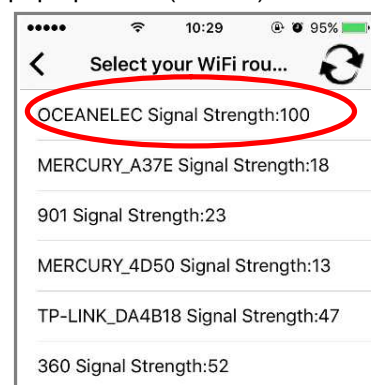 10:29
95%
Select your WiFi rou...
OCEANELEC Signal Strength:100
MERCURY_A37E Signal Strength:18
901 Signal Strength:23
MERCURY_4D50 Signal Strength:13
TP-LINK_DA4B18 Signal Strength:47
360 Signal Strength:52